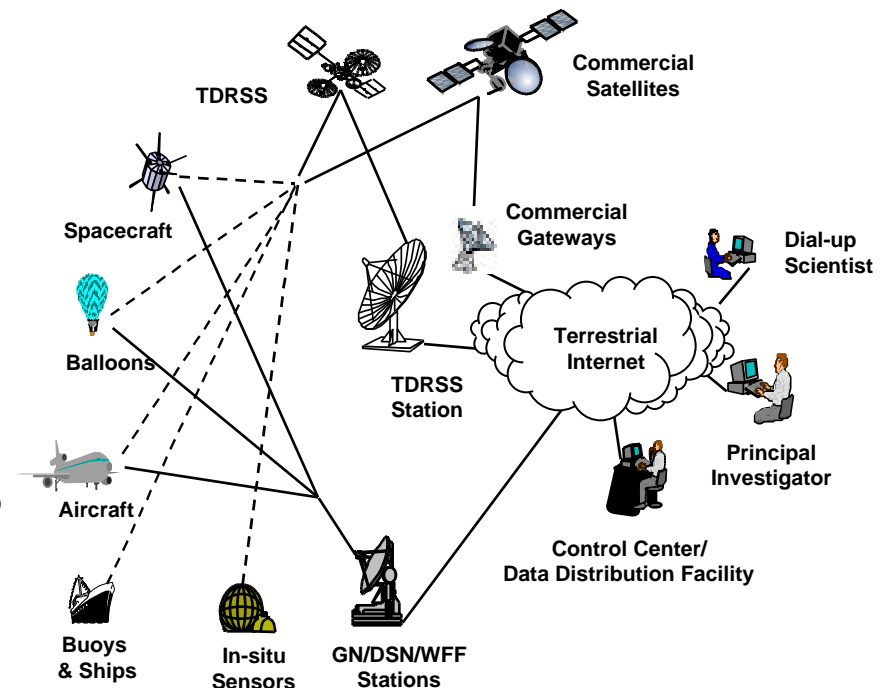 TDRSS
Commercial
Satellites
Spacecraft
Commercial
Gateways
Dial-up
Scientist
Balloons
Terrestrial
Internet
TDRSS
Station
Principal
Investigator
Aircraft
Control Center/
Data Distribution Facility
Buoys
& Ships
In-situ
Sensors
GN/DSN/WFF
Stations